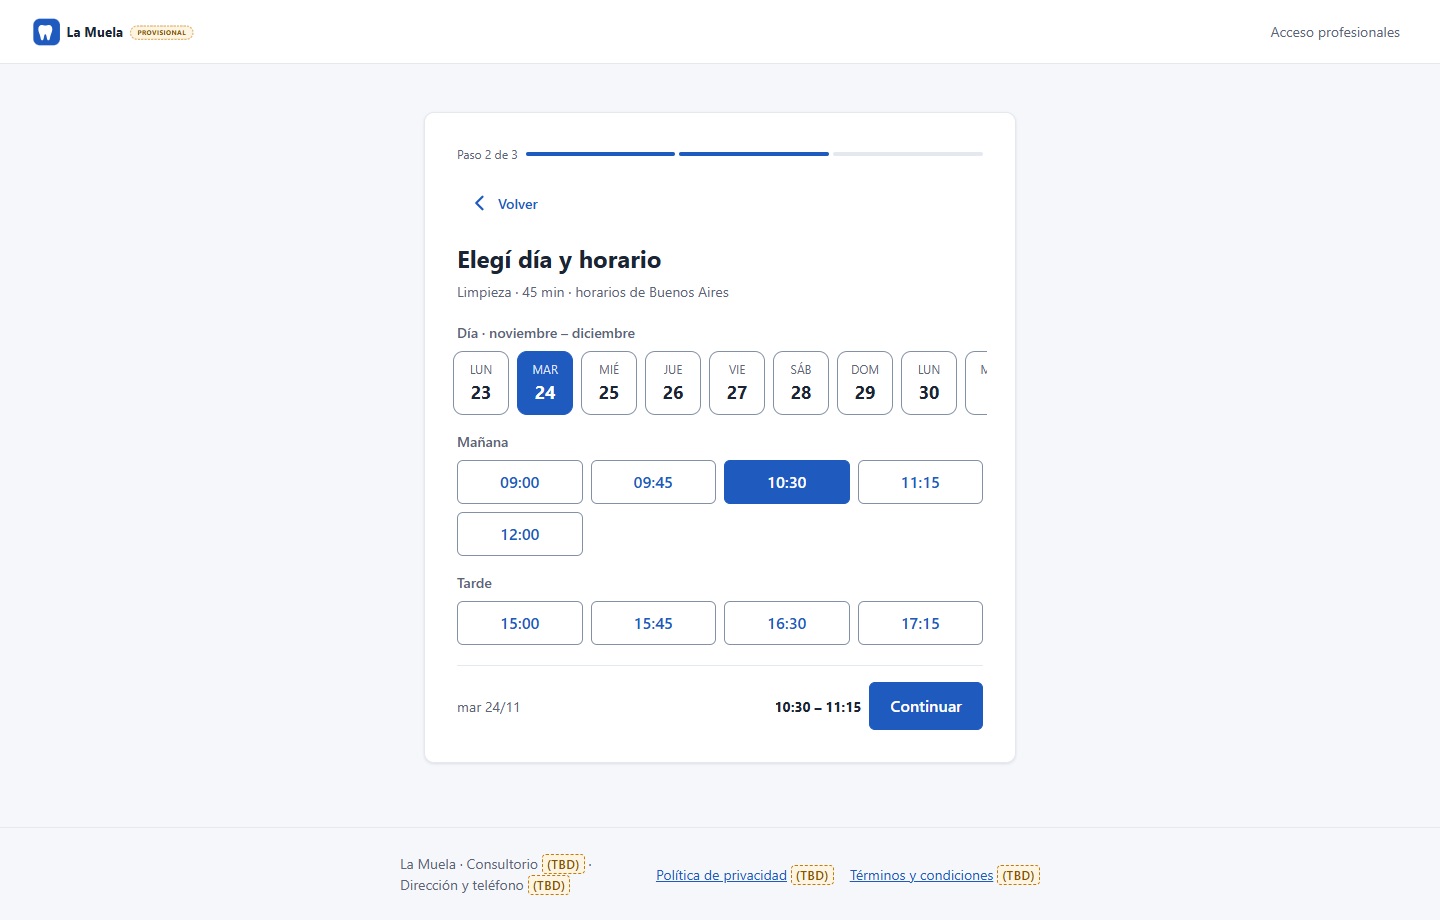 La Muela PROVISIONAL
Acceso profesionales
Paso 2 de 3
Volver
Elegí día y horario
Limpieza · 45 min · horarios de Buenos Aires
Día · noviembre – diciembre
LUN MAR MIÉ JUE VIE SÁB DOM LUN
23 24 25 26 27 28 29 30
Mañana
09:00 09:45 10:30 11:15
12:00
Tarde
15:00 15:45 16:30 17:15
mar 24/11 10:30 – 11:15 Continuar
La Muela · Consultorio (TBD) ·
Dirección y teléfono (TBD)
Política de privacidad (TBD) Términos y condiciones (TBD)